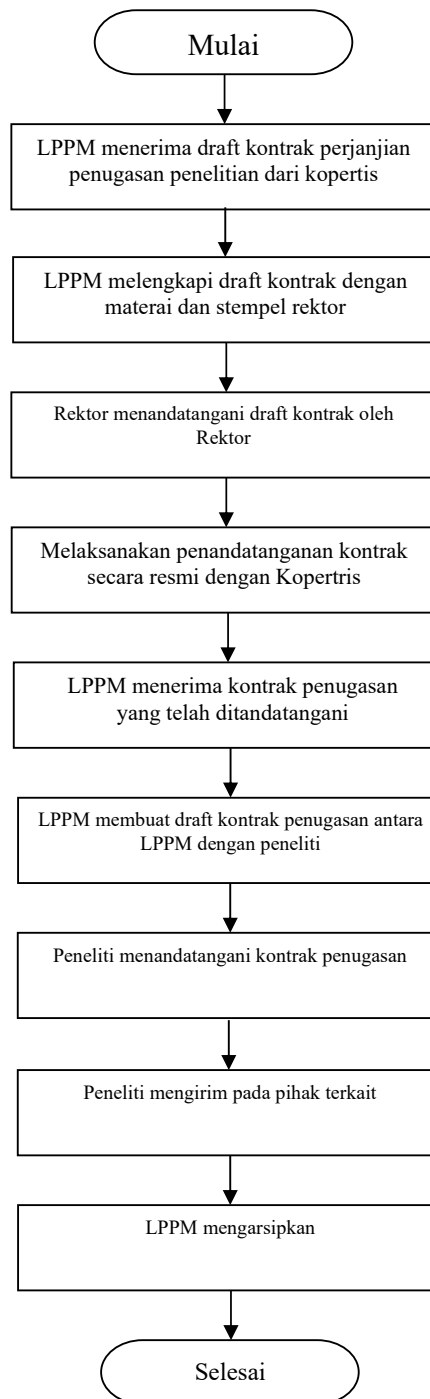 Mulai
LPPM menerima draft kontrak perjanjian
penugasan penelitian dari kopertis
LPPM melengkapi draft kontrak dengan
materai dan stempel rektor
Rektor menandatangani draft kontrak oleh
Rektor
Melaksanakan penandatanganan kontrak
secara resmi dengan Kopertris
LPPM menerima kontrak penugasan
yang telah ditandatangani
LPPM membuat draft kontrak penugasan antara
LPPM dengan peneliti
Peneliti menandatangani kontrak penugasan
Peneliti mengirim pada pihak terkait
LPPM mengarsipkan
Selesai